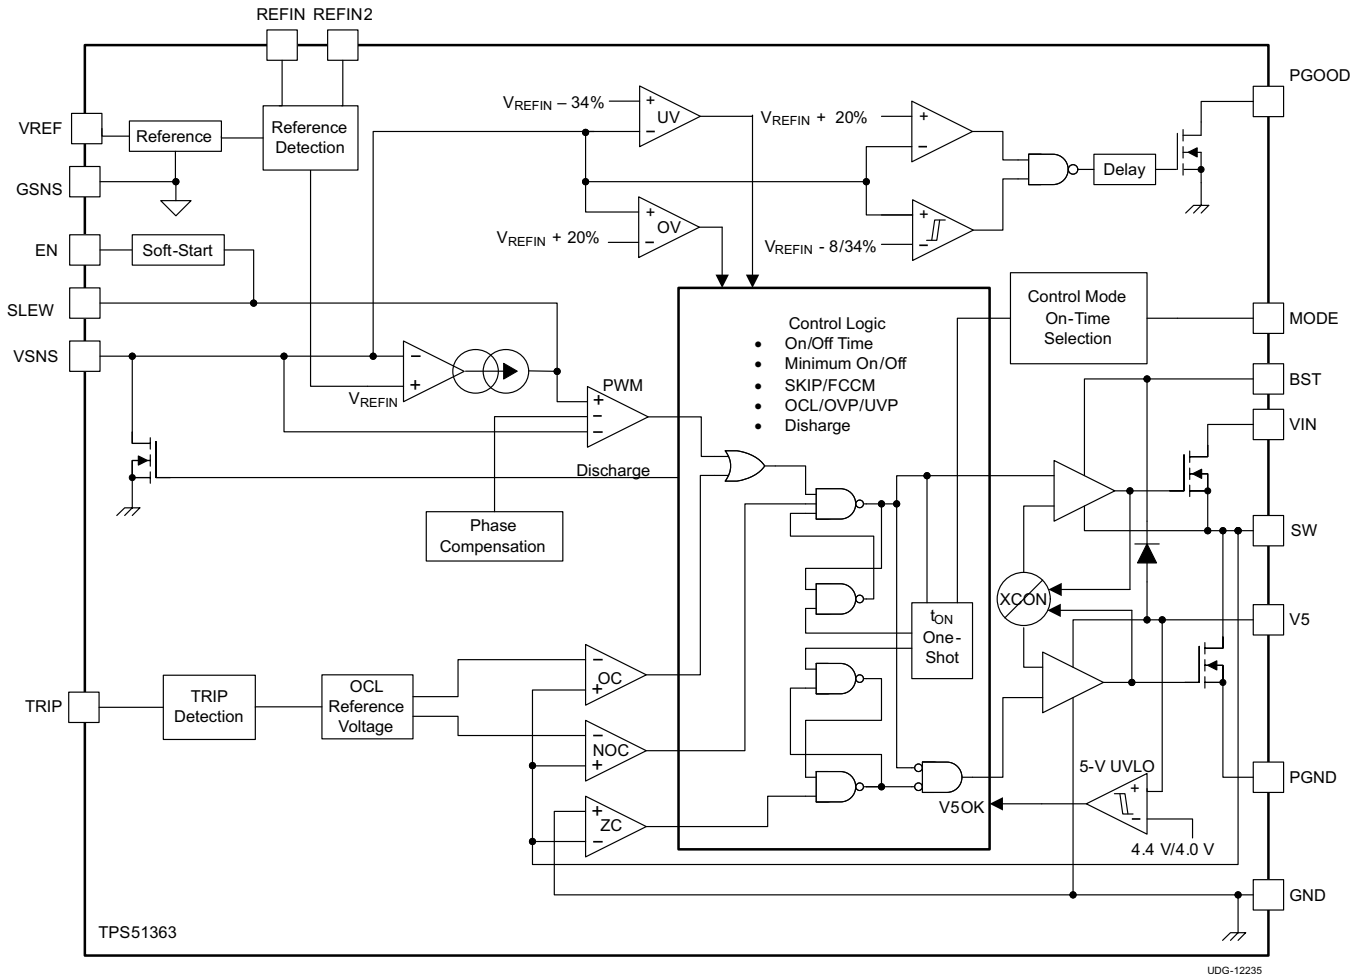 REFIN REFIN2
PGOOD
VREF
Reference
Reference
Detection
GSNS
VREFIN – 34%
+
UV
–
VREFIN + 20%
+
–
Delay
+
OV
–
VREFIN + 20%
+
–
VREFIN - 8/34%
EN
Soft-Start
SLEW
VSNS
–
+
VREFIN
PWM
+
–
–
Control Logic
• On/Off Time
• Minimum On/Off
• SKIP/FCCM
• OCL/OVP/UVP
• Disharge
Control Mode
On-Time
Selection
MODE
BST
VIN
SW
V5
Discharge
Phase
Compensation
XCON
tON
One-
Shot
TRIP
TRIP
Detection
OCL
Reference
Voltage
–
OC
+
–
NOC
+
+
ZC
–
V5OK
5-V UVLO
+
–
4.4 V/4.0 V
PGND
GND
TPS51363
UDG-12235